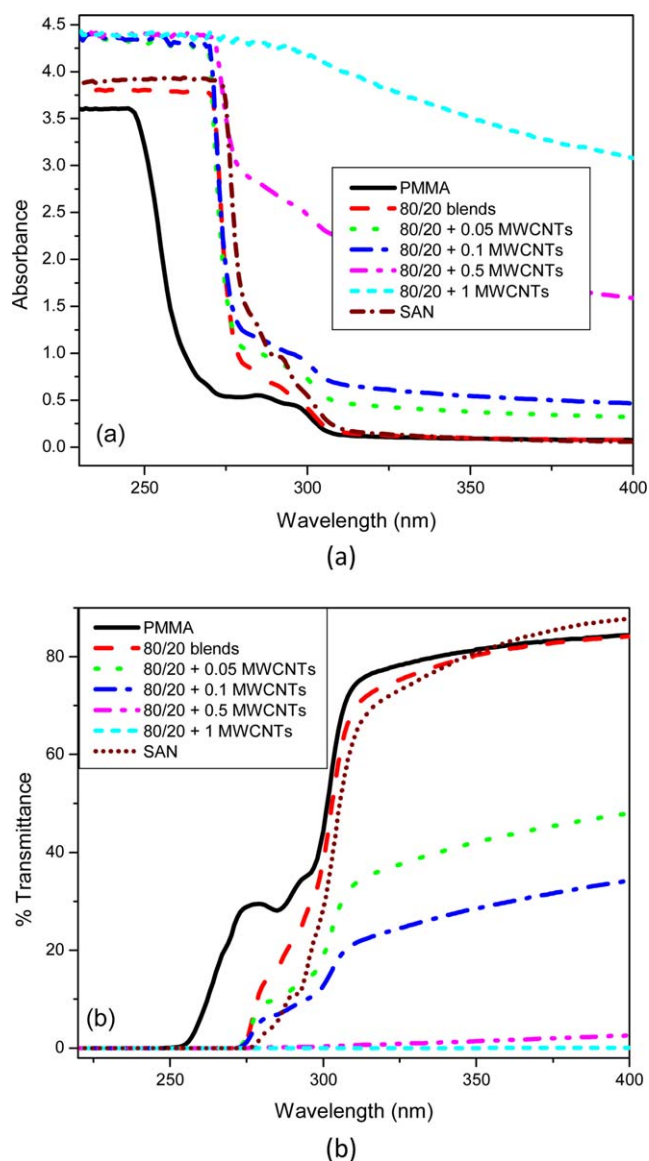 4.5
4.0
3.5
3.0
2.5
2.0
1.5
1.0
0.5
0.0
Absorbance
PMMA
80/20 blends
80/20 + 0.05 MWCNTs
80/20 + 0.1 MWCNTs
80/20 + 0.5 MWCNTs
80/20 + 1 MWCNTs
SAN
(a)
250 300 350 400
Wavelength (nm)
(a)
80
60
40
20
0
% Transmittance
PMMA
80/20 blends
80/20 + 0.05 MWCNTs
80/20 + 0.1 MWCNTs
80/20 + 0.5 MWCNTs
80/20 + 1 MWCNTs
SAN
(b)
250 300 350 400
Wavelength (nm)
(b)